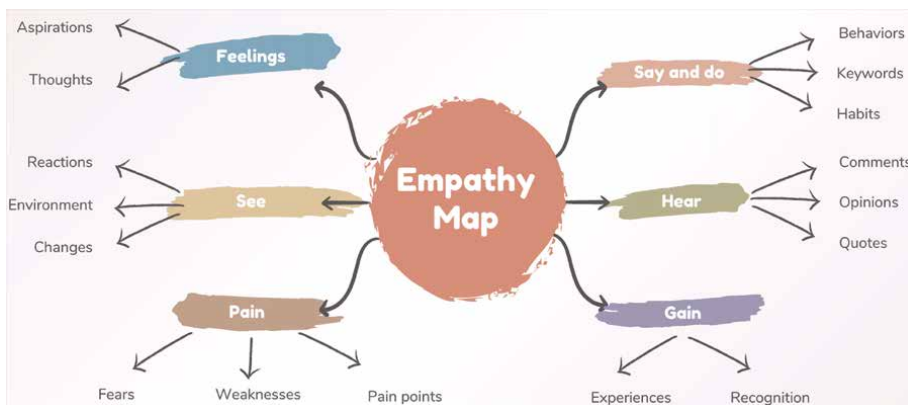 Aspirations
Feelings
Thoughts
Reactions
See
Environment
Changes
Pain
Fears
Weaknesses
Pain points
Empathy
Map
Say and do
Behaviors
Keywords
Habits
Hear
Comments
Opinions
Quotes
Gain
Experiences
Recognition